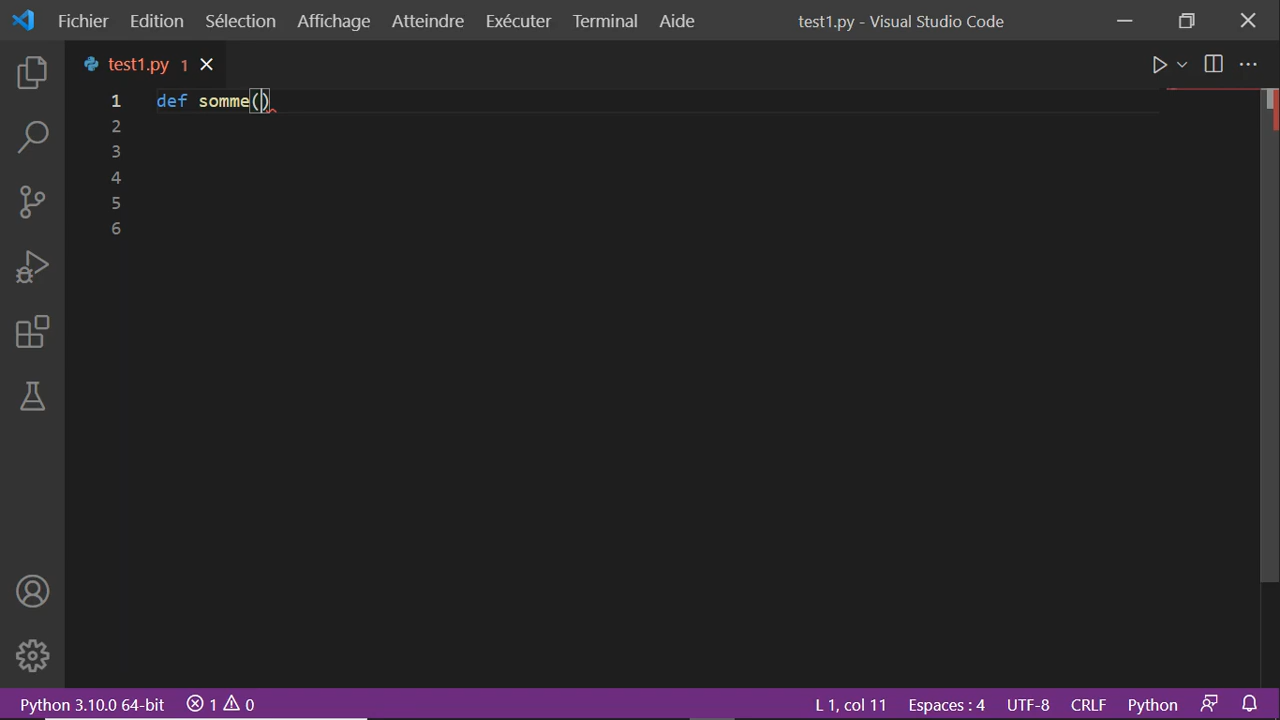 Fichier Edition Sélection Affichage Atteindre Exécuter Terminal Aide test1.py - Visual Studio Code
test1.py 1
1 def somme()
2
3
4
5
6
Python 3.10.0 64-bit 1 0 L 1, col 11 Espaces : 4 UTF-8 CRLF Python